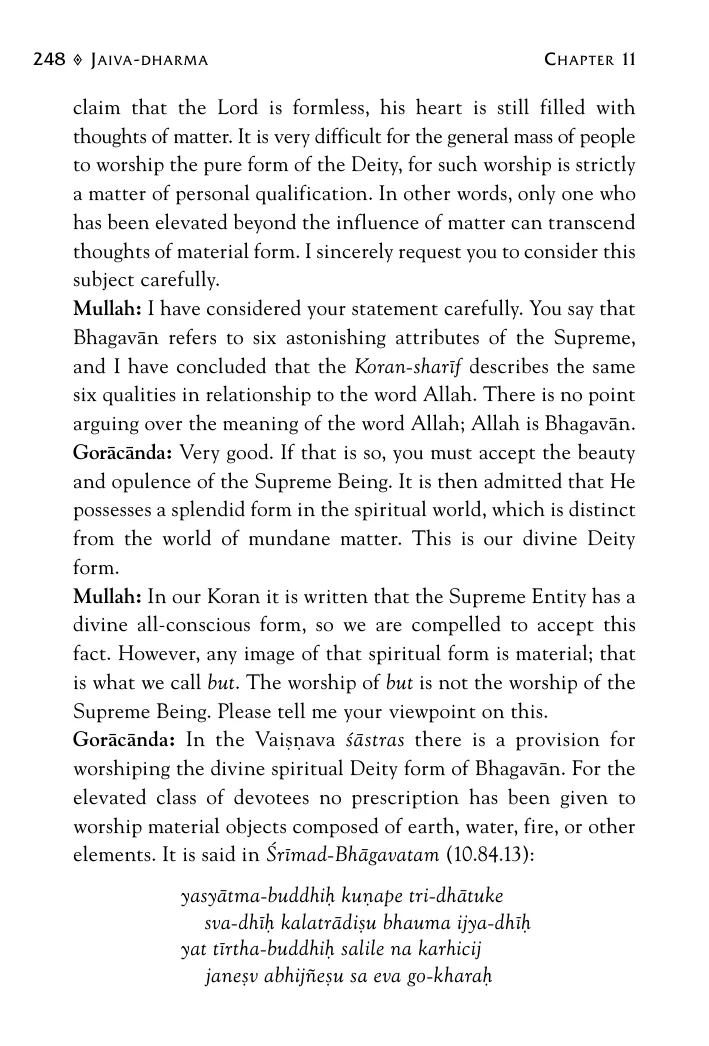 248 ⟡ JAIVA-DHARMA CHAPTER 11
claim that the Lord is formless, his heart is still filled with
thoughts of matter. It is very difficult for the general mass of people
to worship the pure form of the Deity, for such worship is strictly
a matter of personal qualification. In other words, only one who
has been elevated beyond the influence of matter can transcend
thoughts of material form. I sincerely request you to consider this
subject carefully.
Mullah: I have considered your statement carefully. You say that
Bhagavān refers to six astonishing attributes of the Supreme,
and I have concluded that the Koran-sharīf describes the same
six qualities in relationship to the word Allah. There is no point
arguing over the meaning of the word Allah; Allah is Bhagavān.
Gorācānda: Very good. If that is so, you must accept the beauty
and opulence of the Supreme Being. It is then admitted that He
possesses a splendid form in the spiritual world, which is distinct
from the world of mundane matter. This is our divine Deity
form.
Mullah: In our Koran it is written that the Supreme Entity has a
divine all-conscious form, so we are compelled to accept this
fact. However, any image of that spiritual form is material; that
is what we call but. The worship of but is not the worship of the
Supreme Being. Please tell me your viewpoint on this.
Gorācānda: In the Vaiṣṇava śāstras there is a provision for
worshiping the divine spiritual Deity form of Bhagavān. For the
elevated class of devotees no prescription has been given to
worship material objects composed of earth, water, fire, or other
elements. It is said in Śrīmad-Bhāgavatam (10.84.13):
yasyātma-buddhiḥ kuṇape tri-dhātuke
sva-dhīḥ kalatrādiṣu bhauma ijya-dhīḥ
yat tīrtha-buddhiḥ salile na karhicij
janeṣv abhijñeṣu sa eva go-kharaḥ